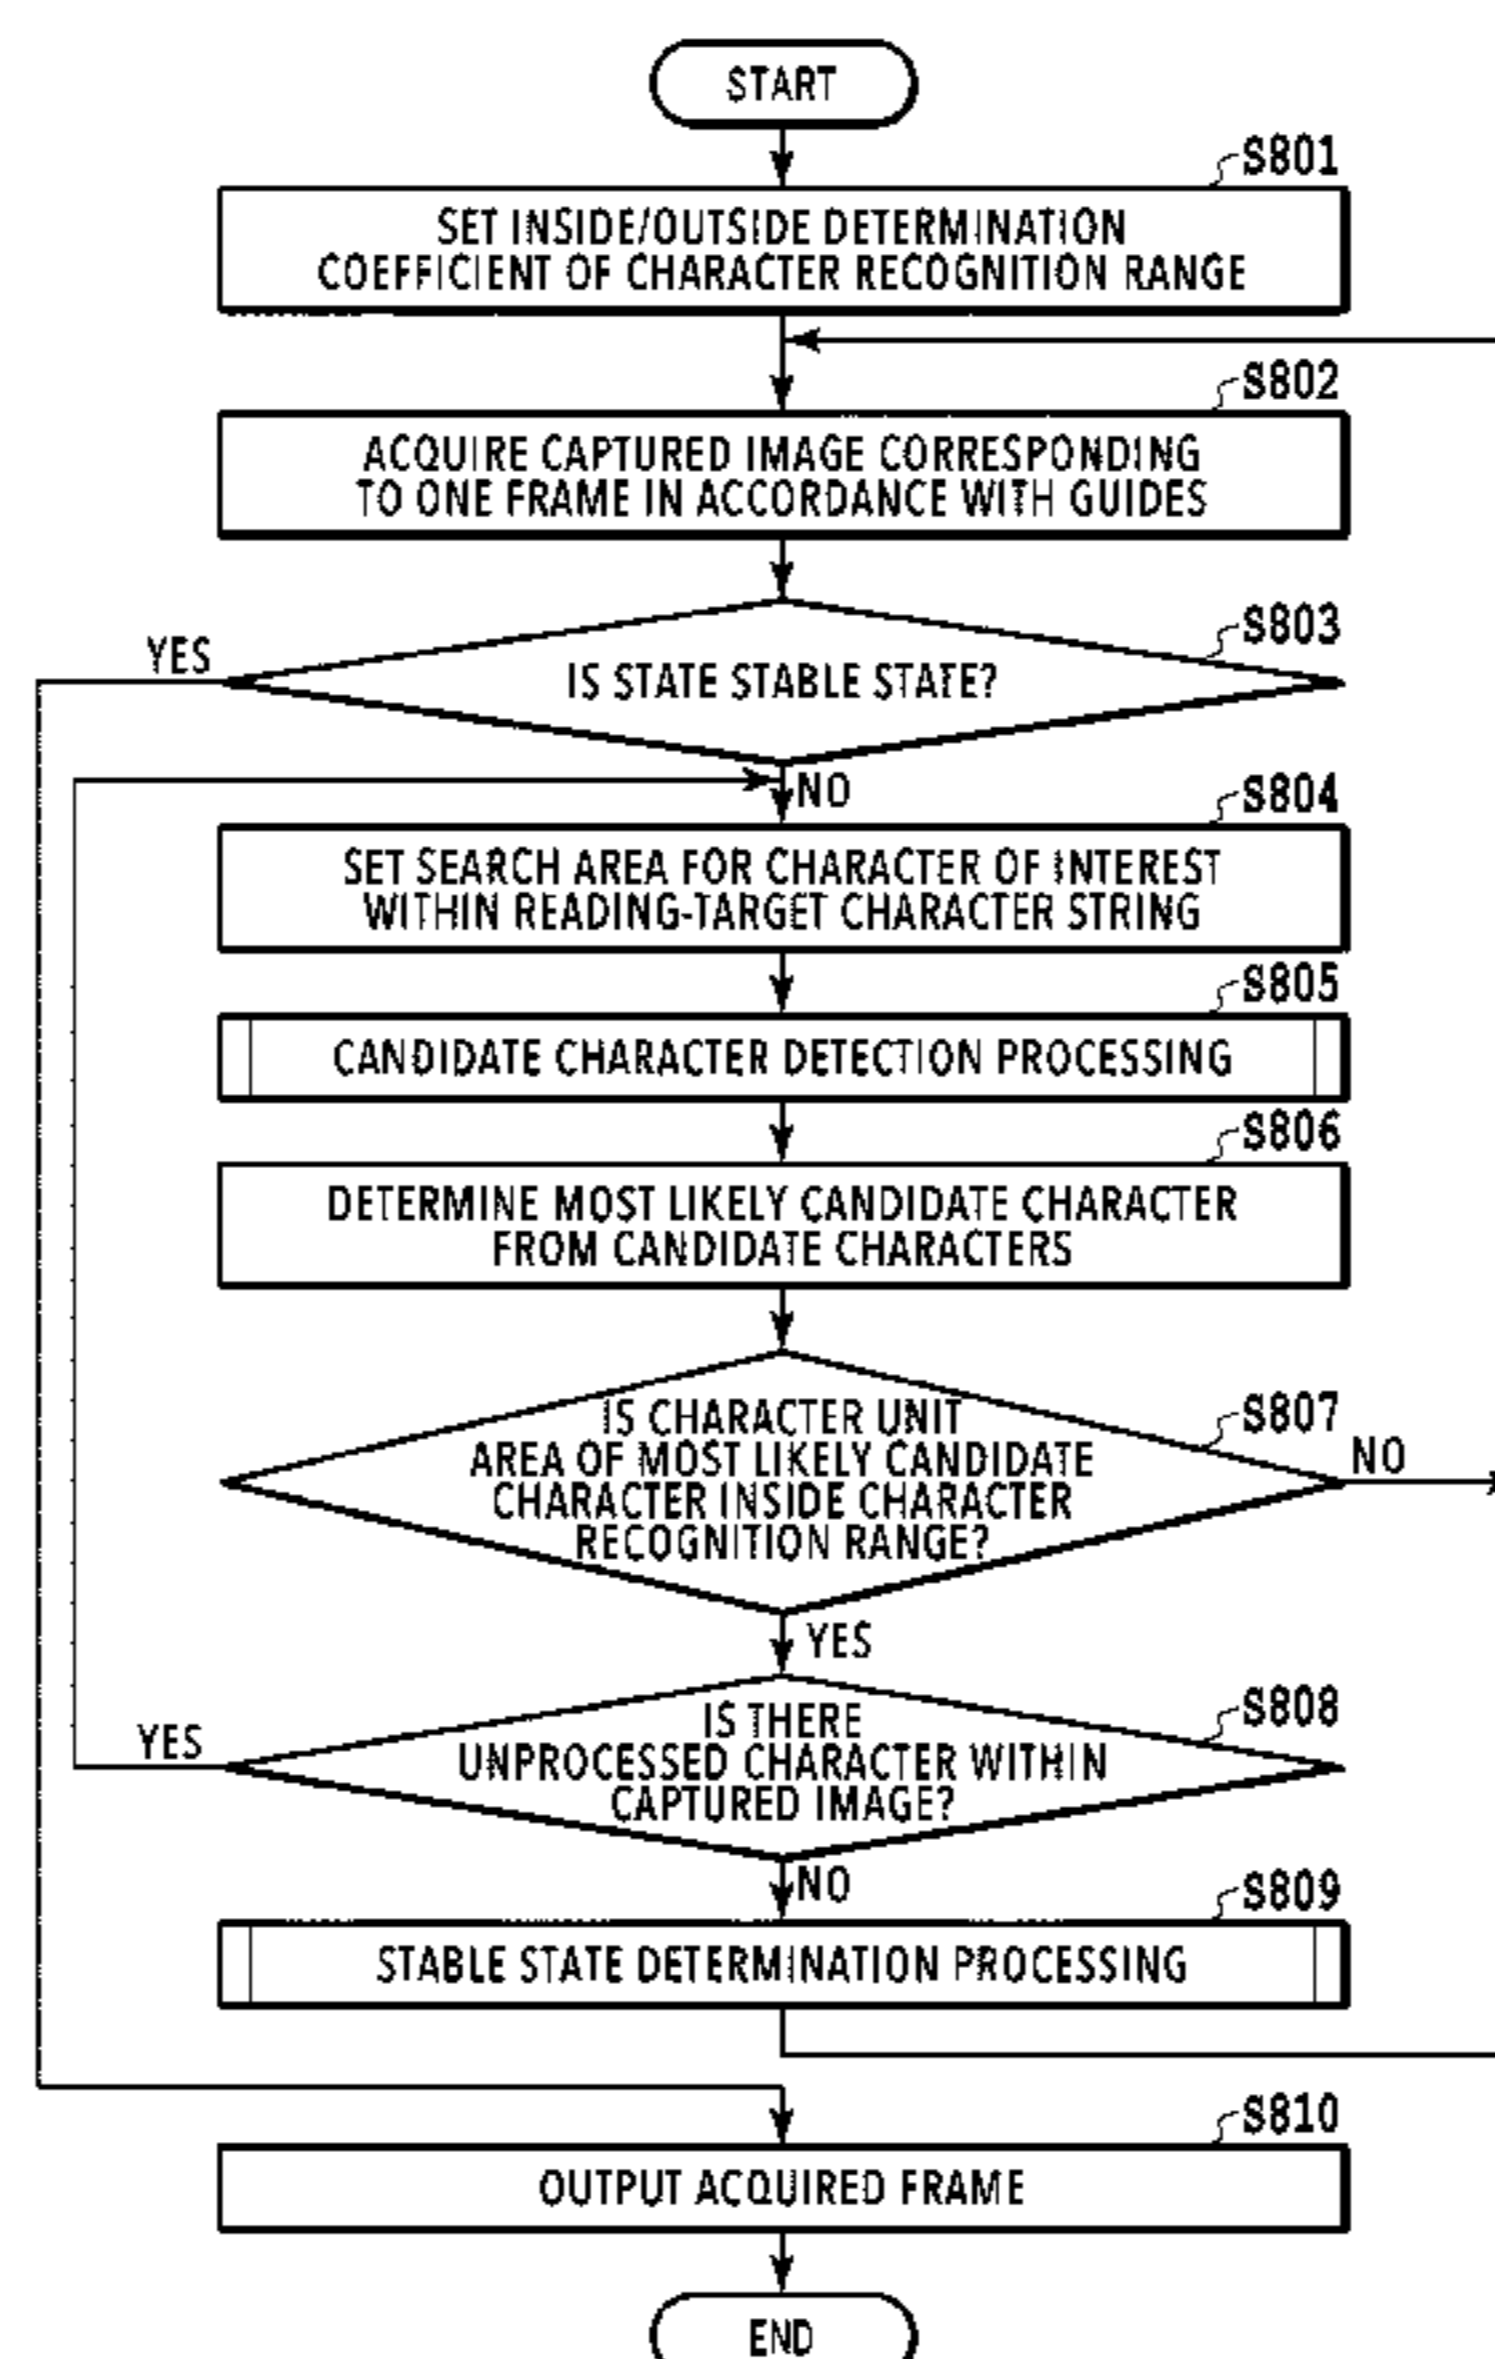 START
S801
SET INSIDE/OUTSIDE DETERMINATION
COEFFICIENT OF CHARACTER RECOGNITION RANGE
S802
ACQUIRE CAPTURED IMAGE CORRESPONDING
TO ONE FRAME IN ACCORDANCE WITH GUIDES
S803
YES
IS STATE STABLE STATE?
NO
S804
SET SEARCH AREA FOR CHARACTER OF INTEREST
WITHIN READING-TARGET CHARACTER STRING
S805
CANDIDATE CHARACTER DETECTION PROCESSING
S806
DETERMINE MOST LIKELY CANDIDATE CHARACTER
FROM CANDIDATE CHARACTERS
S807
IS CHARACTER UNIT
AREA OF MOST LIKELY CANDIDATE
CHARACTER INSIDE CHARACTER
RECOGNITION RANGE?
NO
YES
S808
IS THERE
UNPROCESSED CHARACTER WITHIN
CAPTURED IMAGE?
YES
NO
S809
STABLE STATE DETERMINATION PROCESSING
S810
OUTPUT ACQUIRED FRAME
END